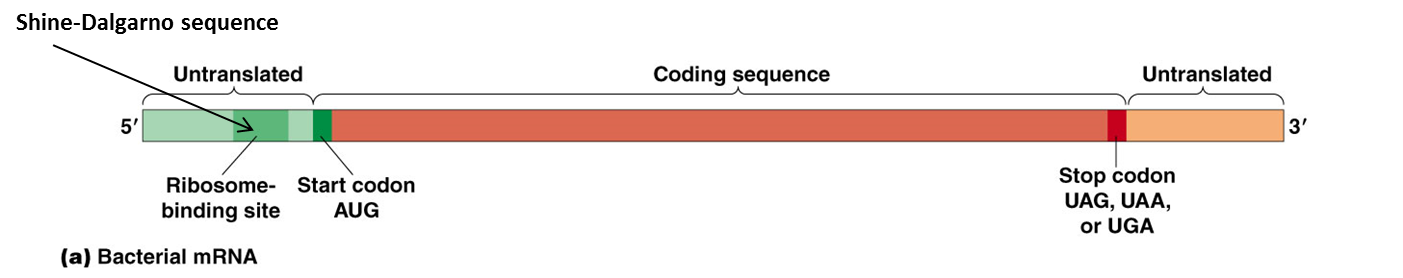 Shine-Dalgarno sequence
Untranslated
Coding sequence
Untranslated
5′
3′
Ribosome-
binding site
Start codon
AUG
Stop codon
UAG, UAA,
or UGA
(a) Bacterial mRNA